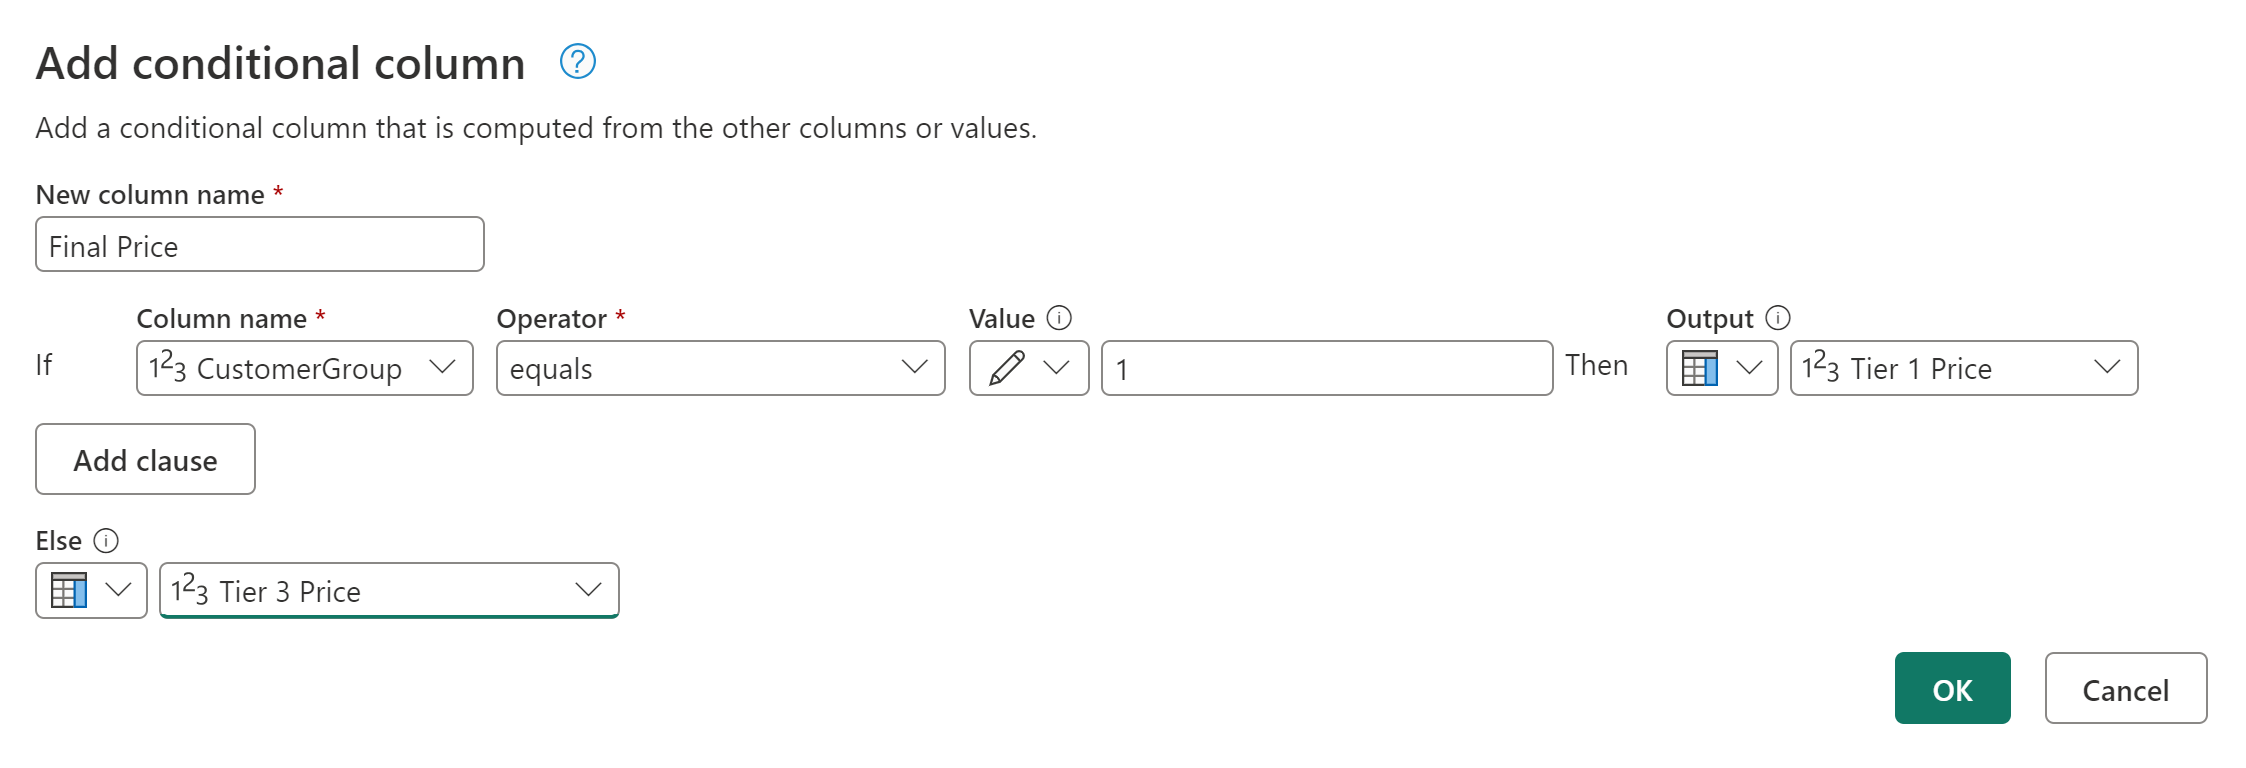 Add conditional column
Add a conditional column that is computed from the other columns or values.
New column name *
Final Price
Column name * Operator * Value Output
If 123 CustomerGroup equals 1 Then 123 Tier 1 Price
Add clause
Else
123 Tier 3 Price
OK Cancel